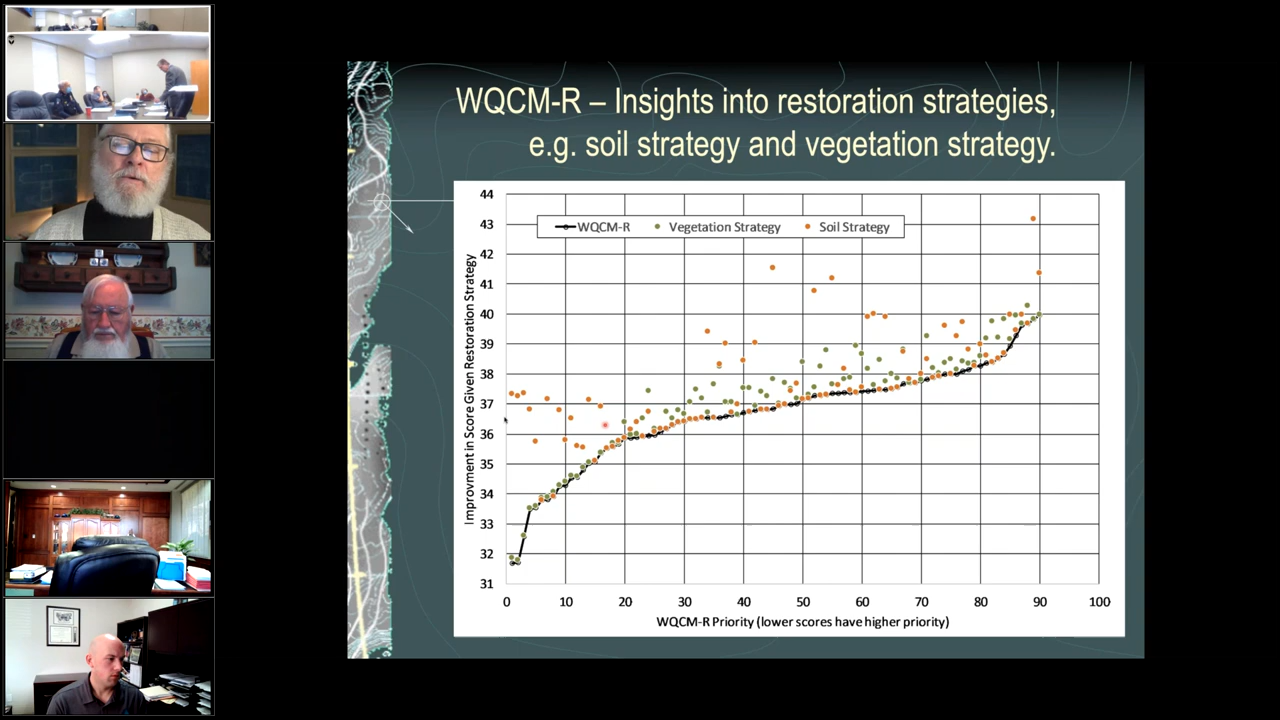 WQCM-R – Insights into restoration strategies,
e.g. soil strategy and vegetation strategy.
44
43
42
41
40
39
38
37
36
35
34
33
32
31
WQCM-R
Vegetation Strategy
Soil Strategy
Improvment in Score Given Restoration Strategy
0 10 20 30 40 50 60 70 80 90 100
WQCM-R Priority (lower scores have higher priority)